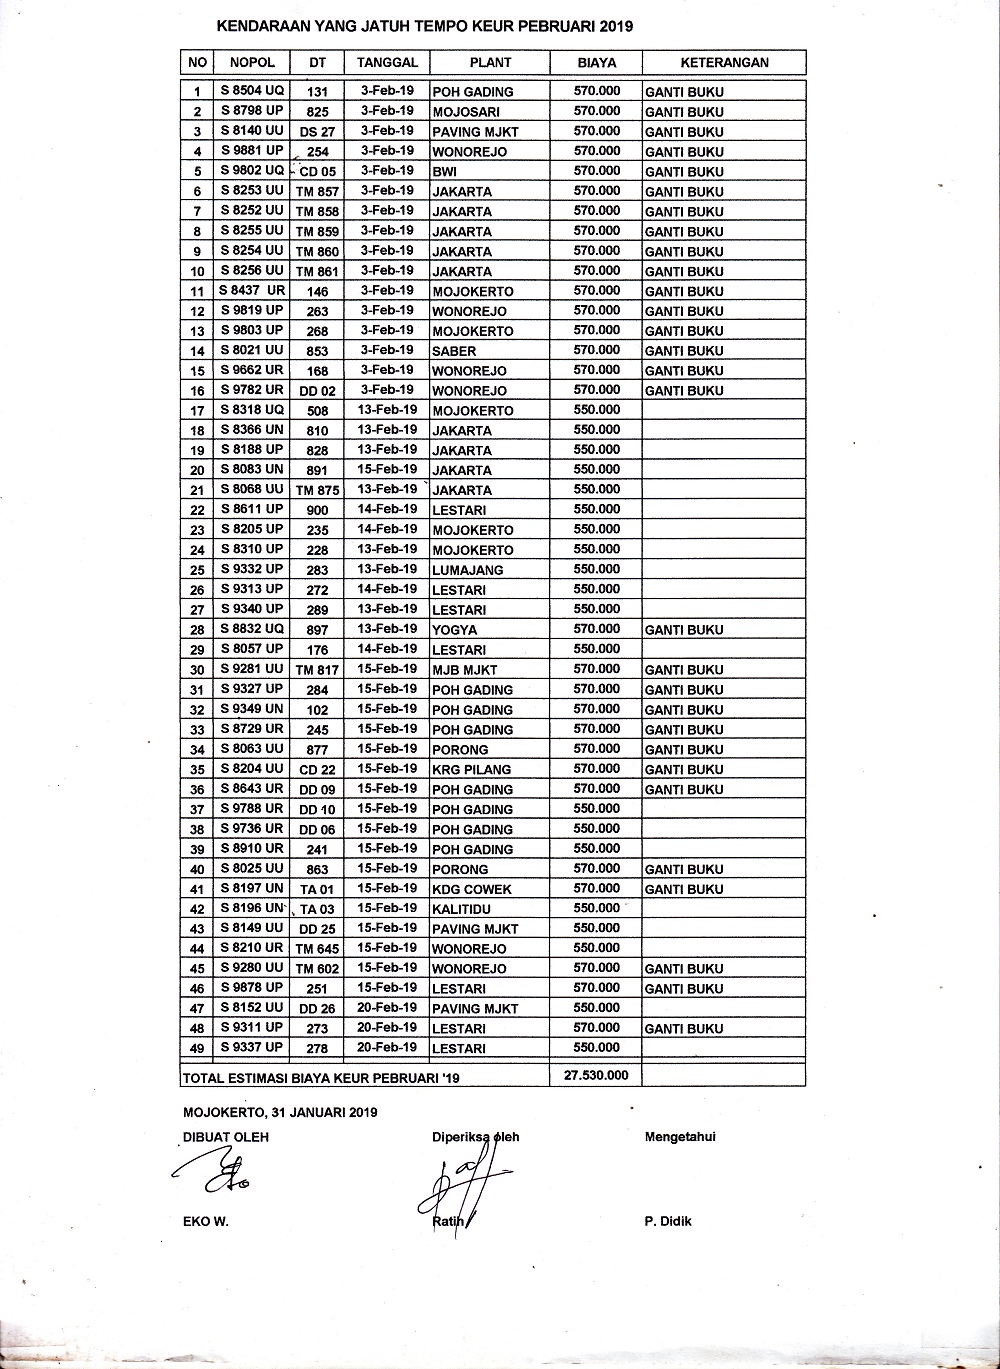 KENDARAAN YANG JATUH TEMPO KEUR PEBRUARI 2019
NO NOPOL DT TANGGAL PLANT BIAYA KETERANGAN
1 S 8504 UQ 131 3-Feb-19 POH GADING 570.000 GANTI BUKU
2 S 8798 UP 825 3-Feb-19 MOJOSARI 570.000 GANTI BUKU
3 S 8140 UU DS 27 3-Feb-19 PAVING MJKT 570.000 GANTI BUKU
4 S 9881 UP 254 3-Feb-19 WONOREJO 570.000 GANTI BUKU
5 S 9802 UQ CD 05 3-Feb-19 BWI 570.000 GANTI BUKU
6 S 8253 UU TM 857 3-Feb-19 JAKARTA 570.000 GANTI BUKU
7 S 8252 UU TM 858 3-Feb-19 JAKARTA 570.000 GANTI BUKU
8 S 8255 UU TM 859 3-Feb-19 JAKARTA 570.000 GANTI BUKU
9 S 8254 UU TM 860 3-Feb-19 JAKARTA 570.000 GANTI BUKU
10 S 8256 UU TM 861 3-Feb-19 JAKARTA 570.000 GANTI BUKU
11 S 8437 UR 146 3-Feb-19 MOJOKERTO 570.000 GANTI BUKU
12 S 9819 UP 263 3-Feb-19 WONOREJO 570.000 GANTI BUKU
13 S 9803 UP 268 3-Feb-19 MOJOKERTO 570.000 GANTI BUKU
14 S 8021 UU 853 3-Feb-19 SABER 570.000 GANTI BUKU
15 S 9662 UR 168 3-Feb-19 WONOREJO 570.000 GANTI BUKU
16 S 9782 UR DD 02 3-Feb-19 WONOREJO 570.000 GANTI BUKU
17 S 8318 UQ 508 13-Feb-19 MOJOKERTO 550.000
18 S 8366 UN 810 13-Feb-19 JAKARTA 550.000
19 S 8188 UP 828 13-Feb-19 JAKARTA 550.000
20 S 8083 UN 891 15-Feb-19 JAKARTA 550.000
21 S 8068 UU TM 875 13-Feb-19 JAKARTA 550.000
22 S 8611 UP 900 14-Feb-19 LESTARI 550.000
23 S 8205 UP 235 14-Feb-19 MOJOKERTO 550.000
24 S 8310 UP 228 13-Feb-19 MOJOKERTO 550.000
25 S 9332 UP 283 13-Feb-19 LUMAJANG 550.000
26 S 9313 UP 272 14-Feb-19 LESTARI 550.000
27 S 9340 UP 289 13-Feb-19 LESTARI 550.000
28 S 8832 UQ 897 13-Feb-19 YOGYA 570.000 GANTI BUKU
29 S 8057 UP 176 14-Feb-19 LESTARI 550.000
30 S 9281 UU TM 817 15-Feb-19 MJB MJKT 570.000 GANTI BUKU
31 S 9327 UP 284 15-Feb-19 POH GADING 570.000 GANTI BUKU
32 S 9349 UN 102 15-Feb-19 POH GADING 570.000 GANTI BUKU
33 S 8729 UR 245 15-Feb-19 POH GADING 570.000 GANTI BUKU
34 S 8063 UU 877 15-Feb-19 PORONG 570.000 GANTI BUKU
35 S 8204 UU CD 22 15-Feb-19 KRG PILANG 570.000 GANTI BUKU
36 S 8643 UR DD 09 15-Feb-19 POH GADING 570.000 GANTI BUKU
37 S 9788 UR DD 10 15-Feb-19 POH GADING 550.000
38 S 9736 UR DD 06 15-Feb-19 POH GADING 550.000
39 S 8910 UR 241 15-Feb-19 POH GADING 550.000
40 S 8025 UU 863 15-Feb-19 PORONG 570.000 GANTI BUKU
41 S 8197 UN TA 01 15-Feb-19 KDG COWEK 570.000 GANTI BUKU
42 S 8196 UN TA 03 15-Feb-19 KALITIDU 550.000
43 S 8149 UU DD 25 15-Feb-19 PAVING MJKT 550.000
44 S 8210 UR TM 645 15-Feb-19 WONOREJO 550.000
45 S 9280 UU TM 602 15-Feb-19 WONOREJO 570.000 GANTI BUKU
46 S 9878 UP 251 15-Feb-19 LESTARI 570.000 GANTI BUKU
47 S 8152 UU DD 26 20-Feb-19 PAVING MJKT 550.000
48 S 9311 UP 273 20-Feb-19 LESTARI 570.000 GANTI BUKU
49 S 9337 UP 278 20-Feb-19 LESTARI 550.000
TOTAL ESTIMASI BIAYA KEUR PEBRUARI '19 27.530.000
MOJOKERTO, 31 JANUARI 2019
DIBUAT OLEH Diperiksa oleh Mengetahui
EKO W. Ratih P. Didik